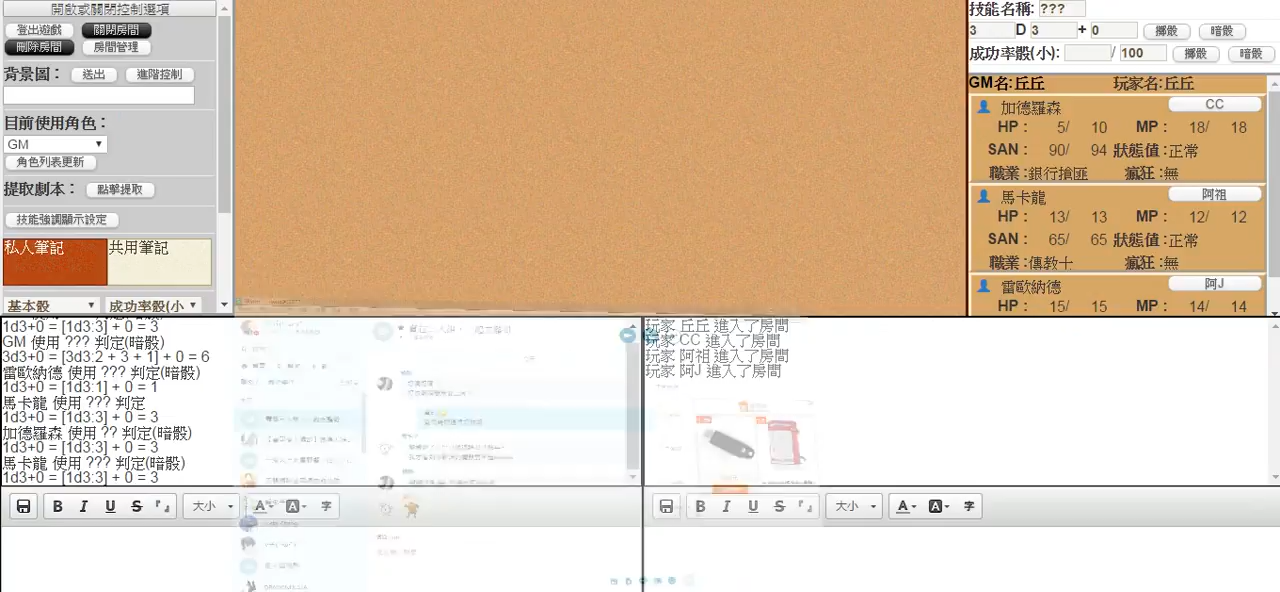 開啟或關閉控制選項
登出遊戲 關閉房間
刪除房間 房間管理
背景圖： 送出 進階控制
目前使用角色：
GM
角色列表更新
提取劇本： 點擊提取
技能強調顯示設定
私人筆記 共用筆記
基本骰 成功率骰(小
技能名稱: ???
3 D 3 + 0 擲骰 暗骰
成功率骰(小): / 100 擲骰 暗骰
GM名:丘丘 玩家名:丘丘
加德羅森 CC
HP： 5/ 10 MP： 18/ 18
SAN： 90/ 94 狀態值：正常
職業：銀行搶匪 瘋狂：無
馬卡龍 阿祖
HP： 13/ 13 MP： 12/ 12
SAN： 65/ 65 狀態值：正常
職業：傳教士 瘋狂：無
雷歐納德 阿J
HP： 15/ 15 MP： 14/ 14
1d3+0 = [1d3:3] + 0 = 3
GM 使用 ??? 判定(暗骰)
3d3+0 = [3d3:2 + 3 + 1] + 0 = 6
雷歐納德 使用 ??? 判定(暗骰)
1d3+0 = [1d3:1] + 0 = 1
馬卡龍 使用 ??? 判定
1d3+0 = [1d3:3] + 0 = 3
加德羅森 使用 ?? 判定(暗骰)
1d3+0 = [1d3:3] + 0 = 3
馬卡龍 使用 ??? 判定(暗骰)
1d3+0 = [1d3:3] + 0 = 3
玩家 丘丘 進入了房間
玩家 CC 進入了房間
玩家 阿祖 進入了房間
玩家 阿J 進入了房間
B I U S 『』 大小 A A 字
B I U S 『』 大小 A A 字